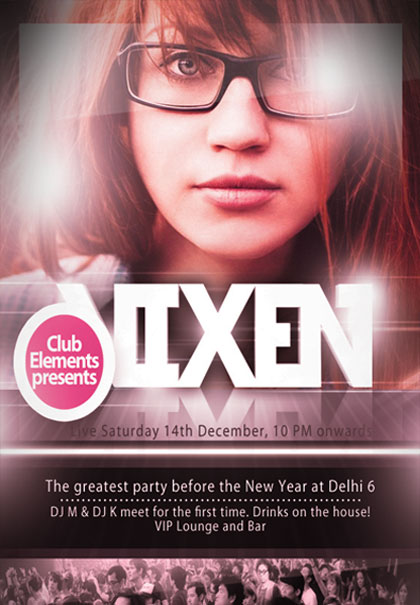 VIXEN
Club
Elements
presents
Live Saturday 14th December, 10 PM onwards
The greatest party before the New Year at Delhi 6
DJ M & DJ K meet for the first time. Drinks on the house!
VIP Lounge and Bar